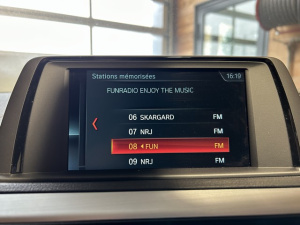 Stations mémorisées 16:19
FUNRADIO ENJOY THE MUSIC
06 SKARGARD FM
07 NRJ FM
08 ◄FUN FM
09 NRJ FM